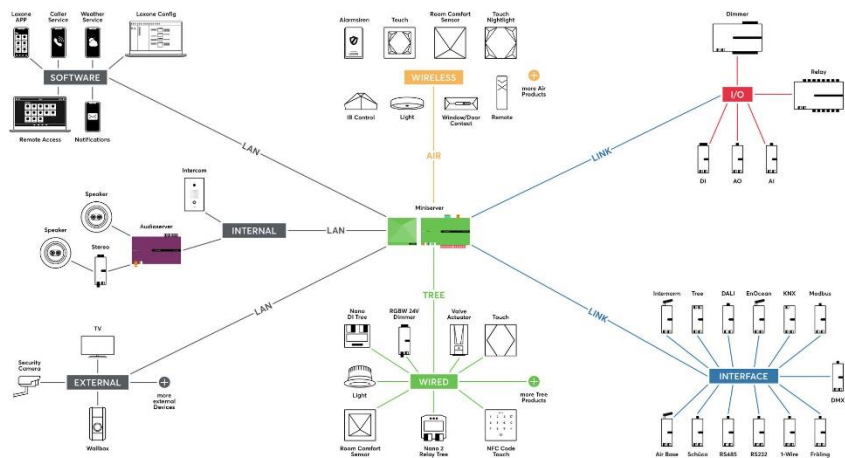 Loxone
APP
Caller
Service
Weather
Service
Loxone Config
SOFTWARE
Remote Access
Notifications
LAN
Alarmsiren
Touch
Room Comfort
Sensor
Touch
Nightlight
WIRELESS
more Air
Products
IR Control
Light
Window/Door
Contact
Remote
AIR
Dimmer
Relay
I/O
DI
AO
AI
LINK
Intercom
Speaker
Audioserver
Speaker
Stereo
INTERNAL
LAN
Miniserver
LAN
TV
Security
Camera
EXTERNAL
more
external
Devices
Wallbox
TREE
Nano
DI Tree
RGBW 24V
Dimmer
Valve
Actuator
Touch
Light
WIRED
more Tree
Products
Room Comfort
Sensor
Nano 2
Relay Tree
NFC Code
Touch
LINK
Internorm
Tree
DALI
EnOcean
KNX
Modbus
INTERFACE
DMX
Air Base
Schüco
RS485
RS232
1-Wire
Fröling